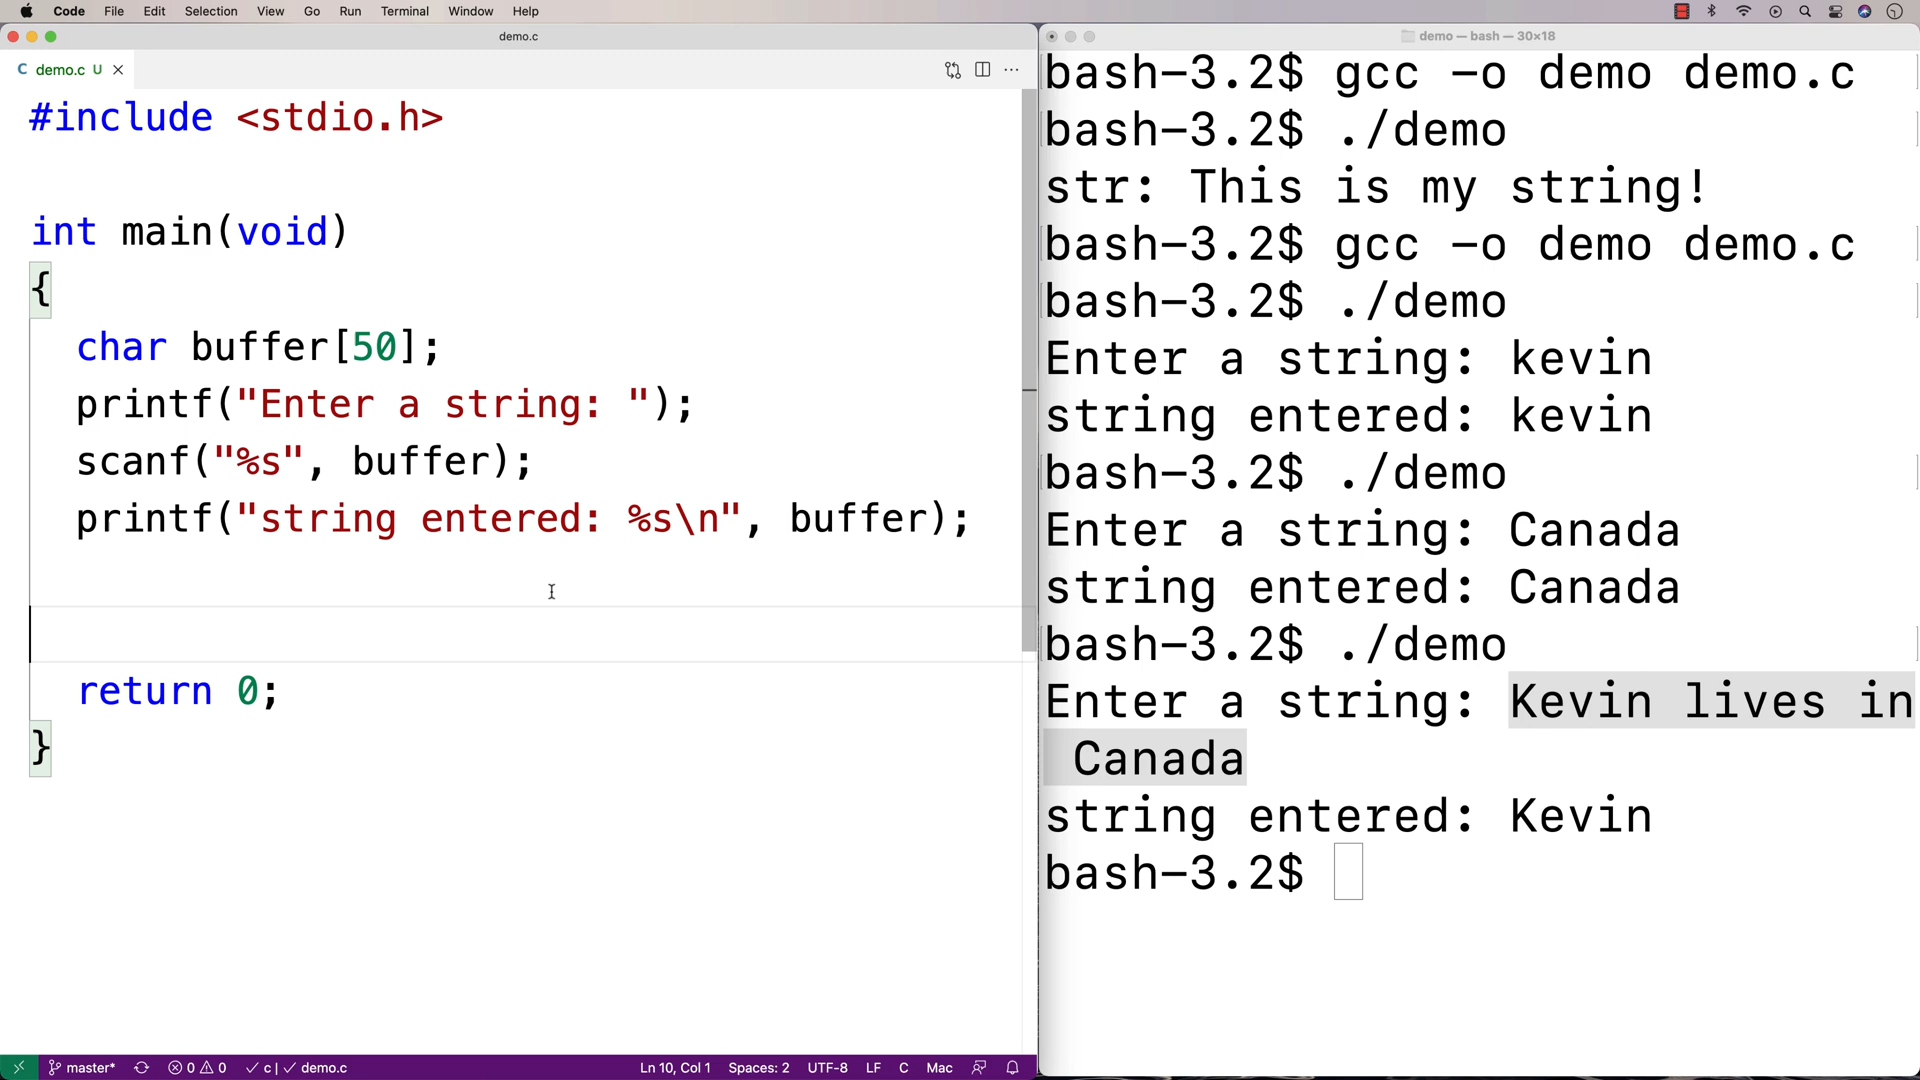 Code File Edit Selection View Go Run Terminal Window Help
demo.c
C demo.c U
#include <stdio.h>
int main(void)
{
char buffer[50];
printf("Enter a string: ");
scanf("%s", buffer);
printf("string entered: %s\n", buffer);
return 0;
}
master* 0 0 c | demo.c Ln 10, Col 1 Spaces: 2 UTF-8 LF C Mac
demo — bash — 30×18
bash-3.2$ gcc -o demo demo.c
bash-3.2$ ./demo
str: This is my string!
bash-3.2$ gcc -o demo demo.c
bash-3.2$ ./demo
Enter a string: kevin
string entered: kevin
bash-3.2$ ./demo
Enter a string: Canada
string entered: Canada
bash-3.2$ ./demo
Enter a string: Kevin lives in
Canada
string entered: Kevin
bash-3.2$